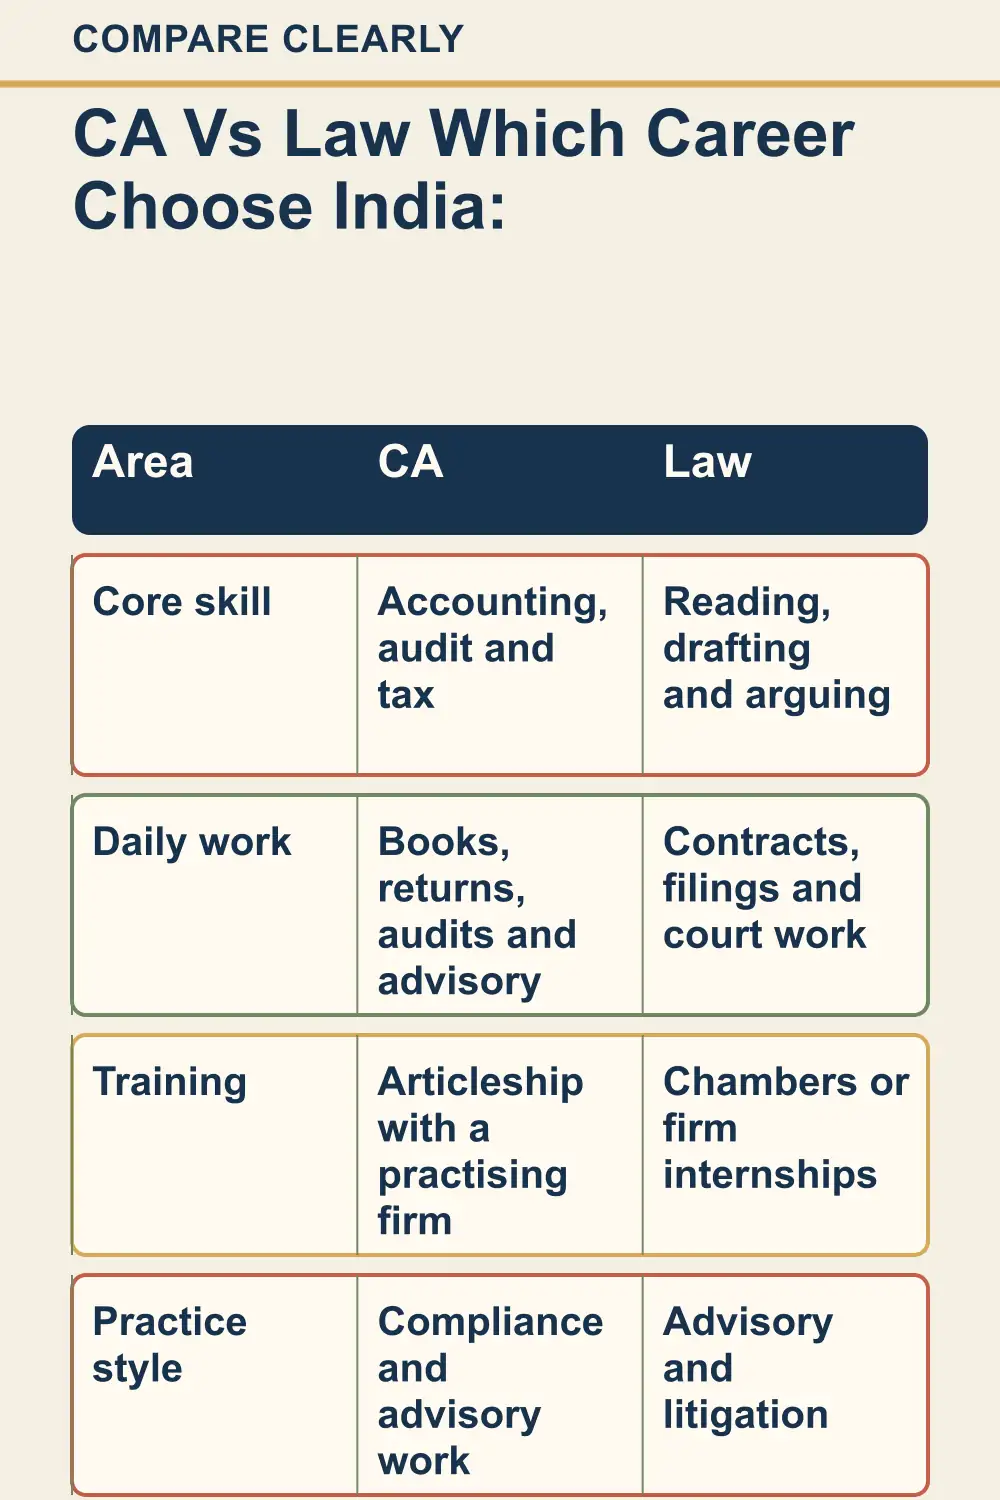 COMPARE CLEARLY
CA Vs Law Which Career
Choose India:
Area CA Law
Core skill
Accounting,
audit and
tax
Reading,
drafting
and arguing
Daily work
Books,
returns,
audits and
advisory
Contracts,
filings and
court work
Training
Articleship
with a
practising
firm
Chambers or
firm
internships
Practice
style
Compliance
and
advisory
work
Advisory
and
litigation